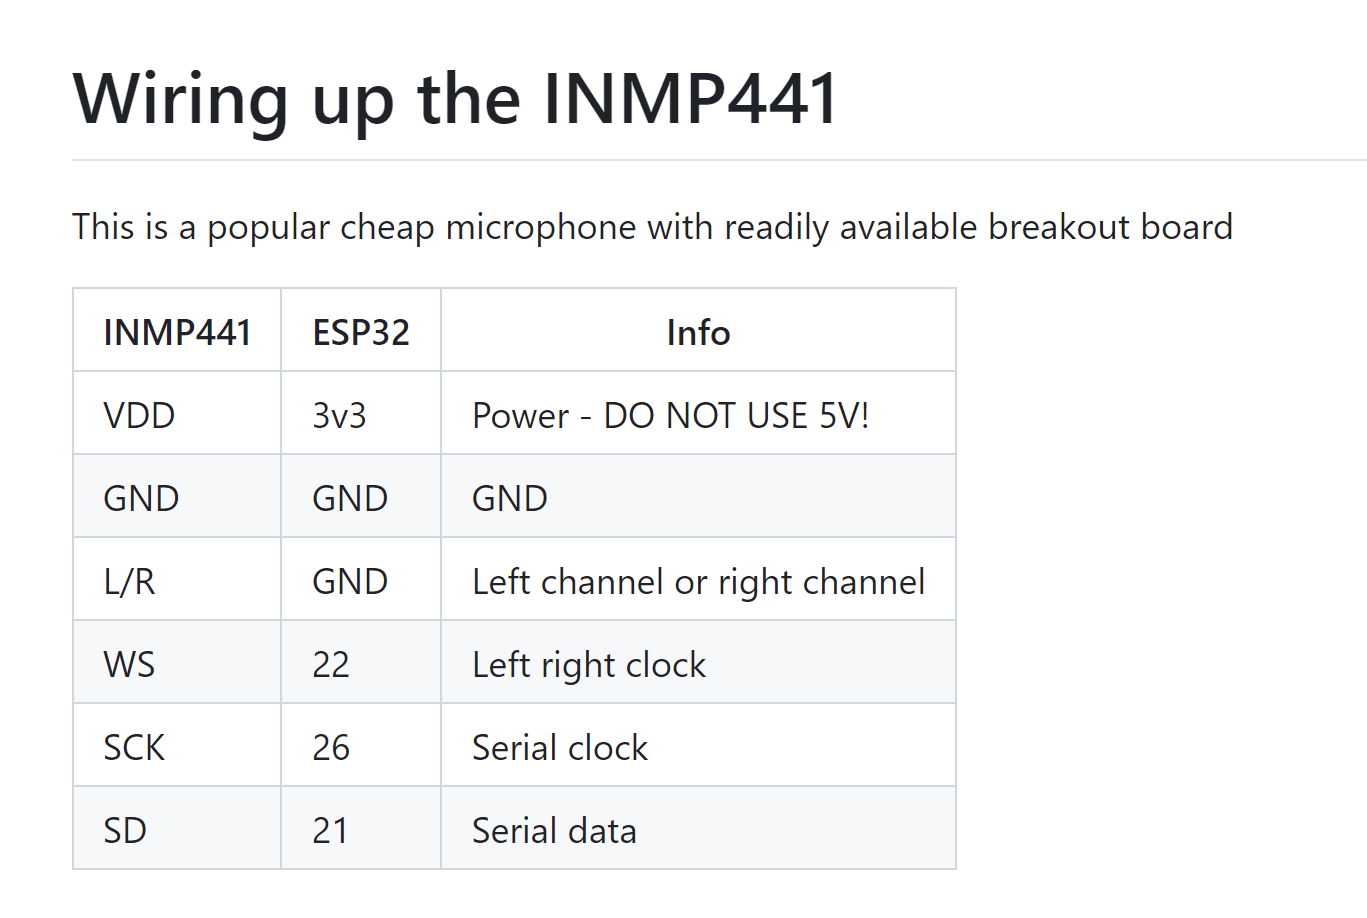 Wiring up the INMP441
This is a popular cheap microphone with readily available breakout board
INMP441 ESP32 Info
VDD 3v3 Power - DO NOT USE 5V!
GND GND GND
L/R GND Left channel or right channel
WS 22 Left right clock
SCK 26 Serial clock
SD 21 Serial data